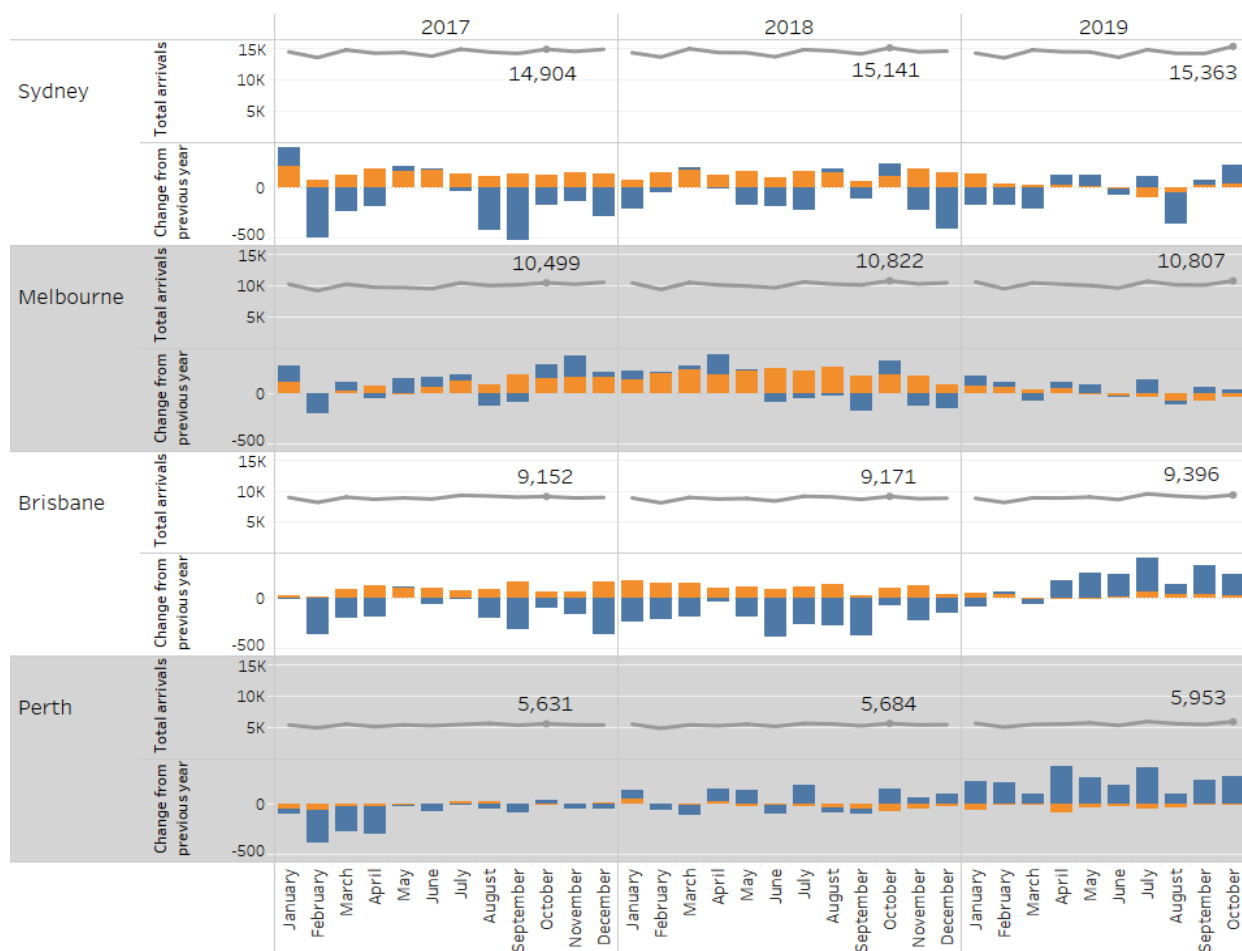 2017 2018 2019
Sydney
Total arrivals
15K
10K
5K
14,904 15,141 15,363
Change from
previous year
0
-500
Melbourne
Total arrivals
15K
10K
5K
10,499 10,822 10,807
Change from
previous year
0
-500
Brisbane
Total arrivals
15K
10K
5K
9,152 9,171 9,396
Change from
previous year
0
-500
Perth
Total arrivals
15K
10K
5K
5,631 5,684 5,953
Change from
previous year
0
-500
January
February
March
April
May
June
July
August
September
October
November
December
January
February
March
April
May
June
July
August
September
October
November
December
January
February
March
April
May
June
July
August
September
October